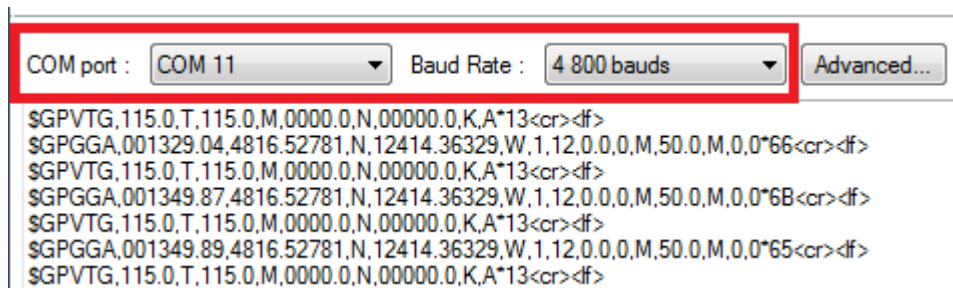 COM port : COM 11 Baud Rate : 4 800 bauds Advanced...
$GPVTG,115.0,T,115.0,M,0000.0,N,00000.0,K,A*13<cr><lf>
$GPGGA,001329.04,4816.52781,N,12414.36329,W,1,12,0.0,0,M,50.0,M,0,0*66<cr><lf>
$GPVTG,115.0,T,115.0,M,0000.0,N,00000.0,K,A*13<cr><lf>
$GPGGA,001349.87,4816.52781,N,12414.36329,W,1,12,0.0,0,M,50.0,M,0,0*6B<cr><lf>
$GPVTG,115.0,T,115.0,M,0000.0,N,00000.0,K,A*13<cr><lf>
$GPGGA,001349.89,4816.52781,N,12414.36329,W,1,12,0.0,0,M,50.0,M,0,0*65<cr><lf>
$GPVTG,115.0,T,115.0,M,0000.0,N,00000.0,K,A*13<cr><lf>